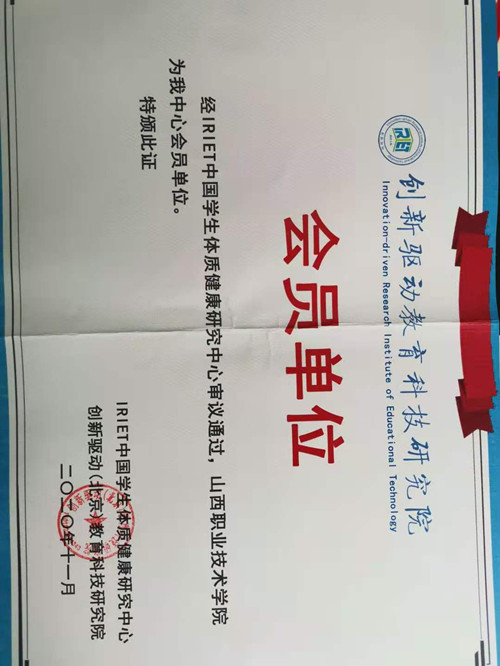 IRIET
创新驱动教育科技研究院
Innovation-driven Research Institute of Educational Technology
会员单位
经IRIET中国学生体质健康研究中心审议通过，山西职业技术学院
为我中心会员单位。
特颁此证
IRIET中国学生体质健康研究中心
创新驱动(北京)教育科技研究院
二〇二〇年十一月